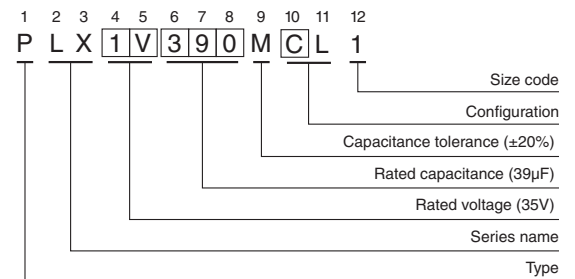 1 2 3 4 5 6 7 8 9 10 11 12
P L X 1 V 3 9 0 M C L 1
Size code
Configuration
Capacitance tolerance (±20%)
Rated capacitance (39µF)
Rated voltage (35V)
Series name
Type